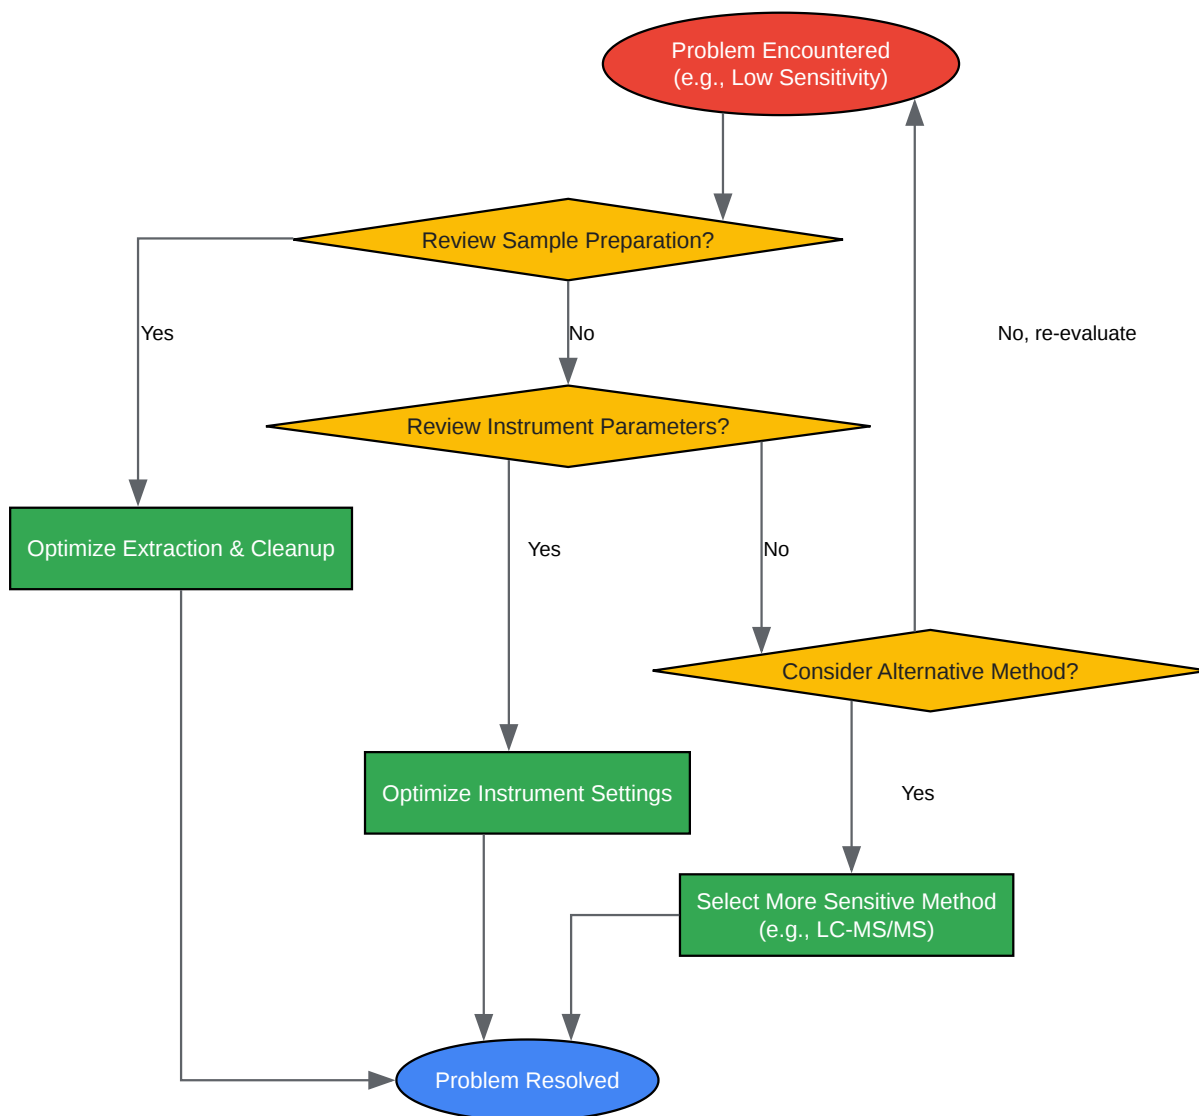 Problem Encountered
(e.g., Low Sensitivity)
Review Sample Preparation?
Yes
No
No, re-evaluate
Review Instrument Parameters?
Optimize Extraction & Cleanup
Yes
No
Consider Alternative Method?
Optimize Instrument Settings
Yes
Select More Sensitive Method
(e.g., LC-MS/MS)
Problem Resolved